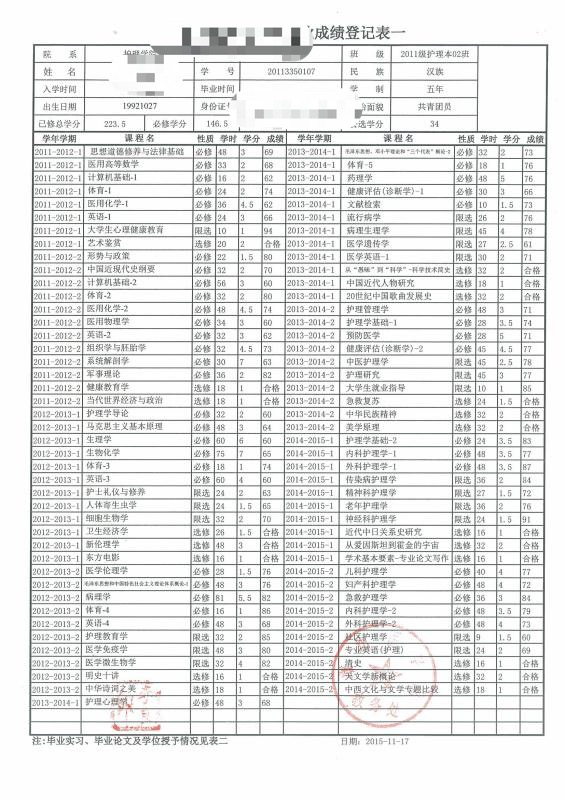 成绩登记表一
院 系 护理学院 班 级 2011级护理本02班
姓 名 学 号 20113350107 民 族 汉族
入学时间 毕业时间 学 制 五年
出生日期 19921027 身份证号 面貌 共青团员
已修总学分 223.5 必修学分 146.5 选学分 34
学年学期 课程名 性质 学时 学分 成绩 学年学期 课程名 性质 学时 学分 成绩
2011-2012-1 思想道德修养与法律基础 必修 48 3 69 2013-2014-1 毛泽东思想、邓小平理论和“三个代表”概论-2 必修 32 2 73
2011-2012-1 医用高等数学 必修 33 2 68 2013-2014-1 体育-5 必修 18 1 76
2011-2012-1 计算机基础-1 必修 16 2 62 2013-2014-1 药理学 必修 48 5 76
2011-2012-1 体育-1 必修 24 2 74 2013-2014-1 健康评估(诊断学)-1 必修 30 3 66
2011-2012-1 医用化学-1 必修 36 4.5 62 2013-2014-1 文献检索 必修 10 1.5 73
2011-2012-1 英语-1 必修 24 3 66 2013-2014-1 流行病学 限选 26 2 76
2011-2012-1 大学生心理健康教育 限选 10 1 94 2013-2014-1 病理生理学 限选 45 4 78
2011-2012-1 艺术鉴赏 选修 20 2 合格 2013-2014-1 医学遗传学 限选 27 2.5 61
2011-2012-2 形势与政策 必修 22 1.5 80 2013-2014-1 医学英语-1 限选 30 2 71
2011-2012-2 中国近现代史纲要 必修 32 2 70 2013-2014-1 从“愚昧”到“科学”-科学技术简史 选修 32 2 合格
2011-2012-2 计算机基础-2 必修 56 3 60 2013-2014-1 中国近代人物研究 选修 18 1 合格
2011-2012-2 体育-2 必修 32 2 80 2013-2014-1 20世纪中国歌曲发展史 选修 32 2 合格
2011-2012-2 医用化学-2 必修 48 4.5 74 2013-2014-2 护理管理学 必修 48 3 71
2011-2012-2 医用物理学 必修 34 3 60 2013-2014-2 护理学基础-1 必修 28 3.5 74
2011-2012-2 英语-2 必修 32 3 62 2013-2014-2 预防医学 必修 28 5 71
2011-2012-2 组织学与胚胎学 必修 32 4.5 73 2013-2014-2 健康评估(诊断学)-2 必修 45 4.5 77
2011-2012-2 系统解剖学 必修 30 7 63 2013-2014-2 中医护理学 必修 45 2.5 78
2011-2012-2 军事理论 必修 36 2 82 2013-2014-2 护理研究 必修 45 3 77
2011-2012-2 健康教育学 选修 18 1 合格 2013-2014-2 大学生就业指导 限选 10 1 85
2011-2012-2 当代世界经济与政治 选修 18 1 合格 2013-2014-2 急救复苏 选修 24 1.5 合格
2012-2013-1 护理学导论 必修 32 2 60 2013-2014-2 中华民族精神 选修 32 2 合格
2012-2013-1 马克思主义基本原理 必修 48 3 64 2013-2014-2 美学原理 选修 32 2 合格
2012-2013-1 生理学 必修 60 6 60 2014-2015-1 护理学基础-2 必修 24 3.5 83
2012-2013-1 生物化学 必修 75 7 65 2014-2015-1 内科护理学-1 必修 48 3.5 77
2012-2013-1 体育-3 必修 18 1 74 2014-2015-1 外科护理学-1 必修 48 3.5 87
2012-2013-1 英语-3 必修 60 4 60 2014-2015-1 传染病护理学 限选 36 2 84
2012-2013-1 护士礼仪与修养 限选 24 2 63 2014-2015-1 精神科护理学 限选 27 1.5 72
2012-2013-1 人体寄生虫学 限选 24 1.5 65 2014-2015-1 老年护理学 限选 36 2 76
2012-2013-1 细胞生物学 限选 32 2 70 2014-2015-1 神经科护理学 限选 24 1.5 91
2012-2013-1 卫生经济学 选修 26 1.5 合格 2014-2015-1 近代中日关系史研究 选修 16 1 合格
2012-2013-1 新伦理学 选修 48 3 合格 2014-2015-1 从爱因斯坦到霍金的宇宙 选修 32 2 合格
2012-2013-1 东方电影 选修 16 1 合格 2014-2015-1 学术基本要素-专业论文写作 选修 16 1 合格
2012-2013-2 医学伦理学 必修 28 1.5 76 2014-2015-2 儿科护理学 必修 40 4 77
2012-2013-2 毛泽东思想和中国特色社会主义理论体系概论-1 必修 48 3 76 2014-2015-2 妇产科护理学 必修 48 4 72
2012-2013-2 病理学 必修 81 5.5 82 2014-2015-2 急救护理学 必修 36 3 84
2012-2013-2 体育-4 必修 16 1 86 2014-2015-2 内科护理学-2 必修 48 3.5 79
2012-2013-2 英语-4 必修 48 3 68 2014-2015-2 外科护理学-2 必修 48 4 72
2012-2013-2 护理教育学 限选 32 2 85 2014-2015-2 社区护理学 限选 9 1.5 60
2012-2013-2 医学免疫学 限选 48 3 80 2014-2015-2 专业英语(护理) 限选 24 2 69
2012-2013-2 医学微生物学 限选 32 4 82 2014-2015-2 清史 选修 16 1 合格
2012-2013-2 明史十讲 选修 16 1 合格 2014-2015-2 天文学新概论 选修 32 2 合格
2012-2013-2 中华诗词之美 选修 24 1 合格 2014-2015-2 中西文化与文学专题比较 选修 18 1 合格
2013-2014-1 护理心理学 必修 48 3 68
教务处
注:毕业实习、毕业论文及学位授予情况见表二 日期:2015-11-17